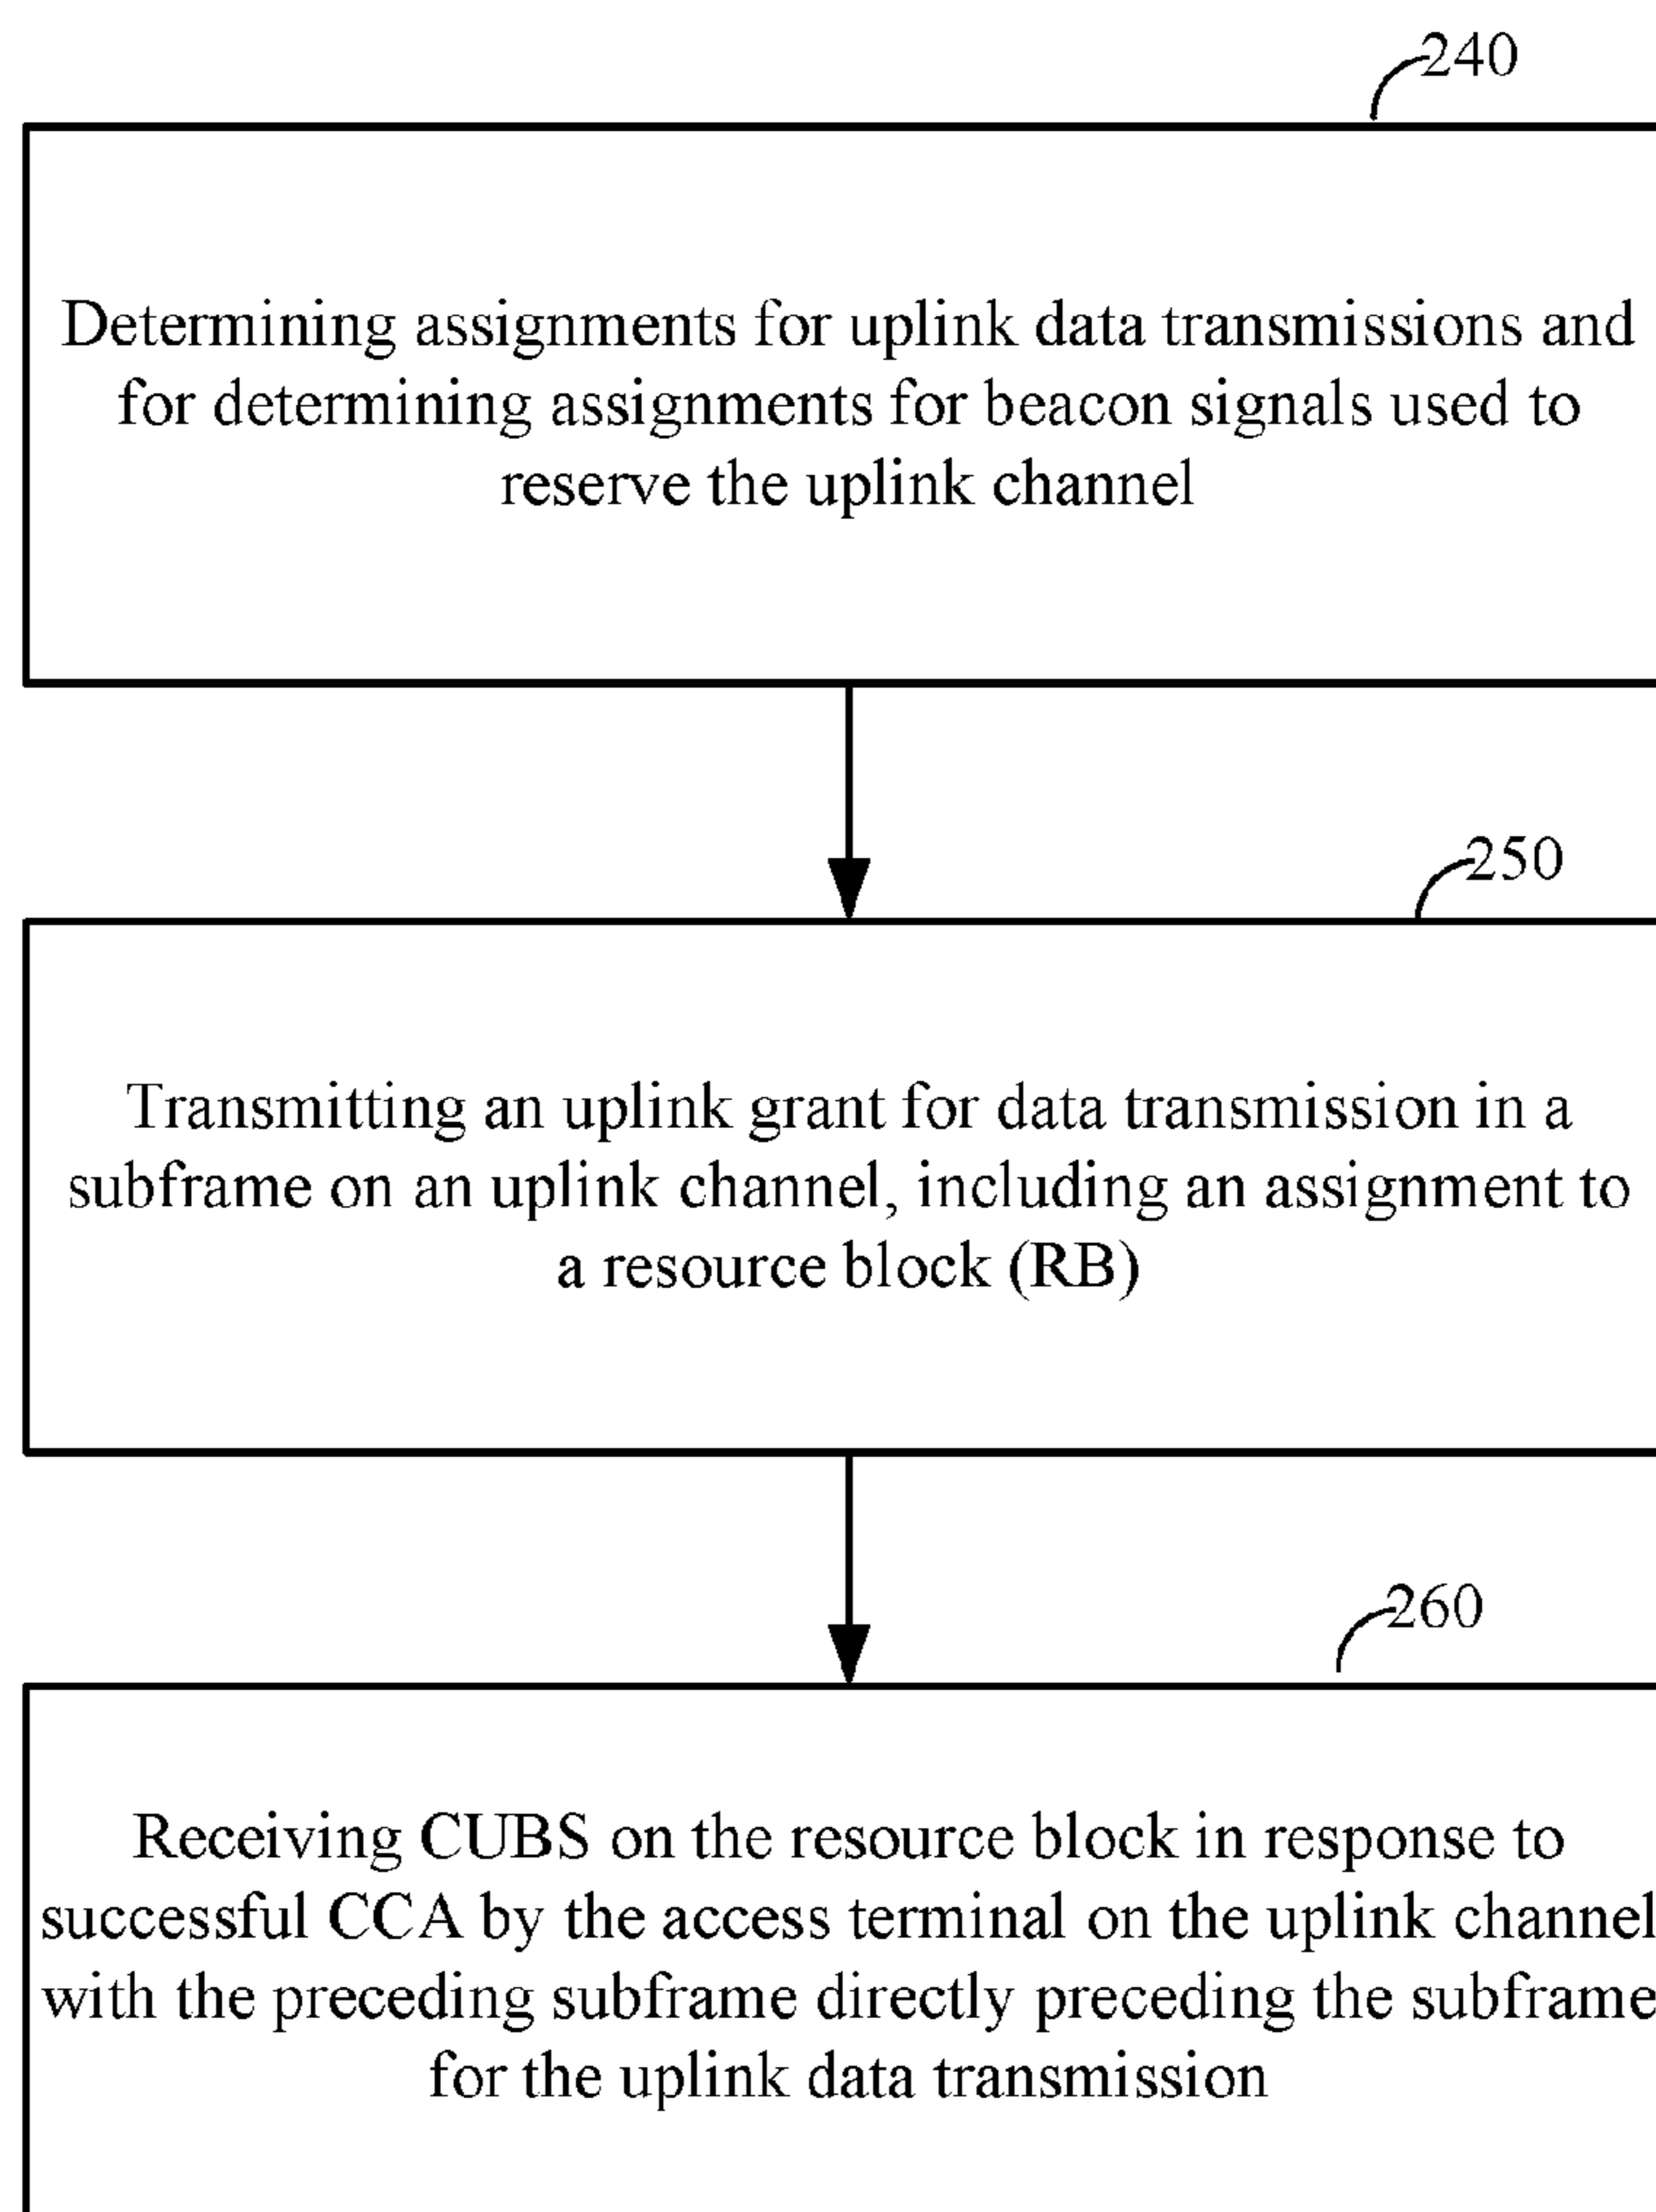 240
Determining assignments for uplink data transmissions and
for determining assignments for beacon signals used to
reserve the uplink channel
250
Transmitting an uplink grant for data transmission in a
subframe on an uplink channel, including an assignment to
a resource block (RB)
260
Receiving CUBS on the resource block in response to
successful CCA by the access terminal on the uplink channel
with the preceding subframe directly preceding the subframe
for the uplink data transmission